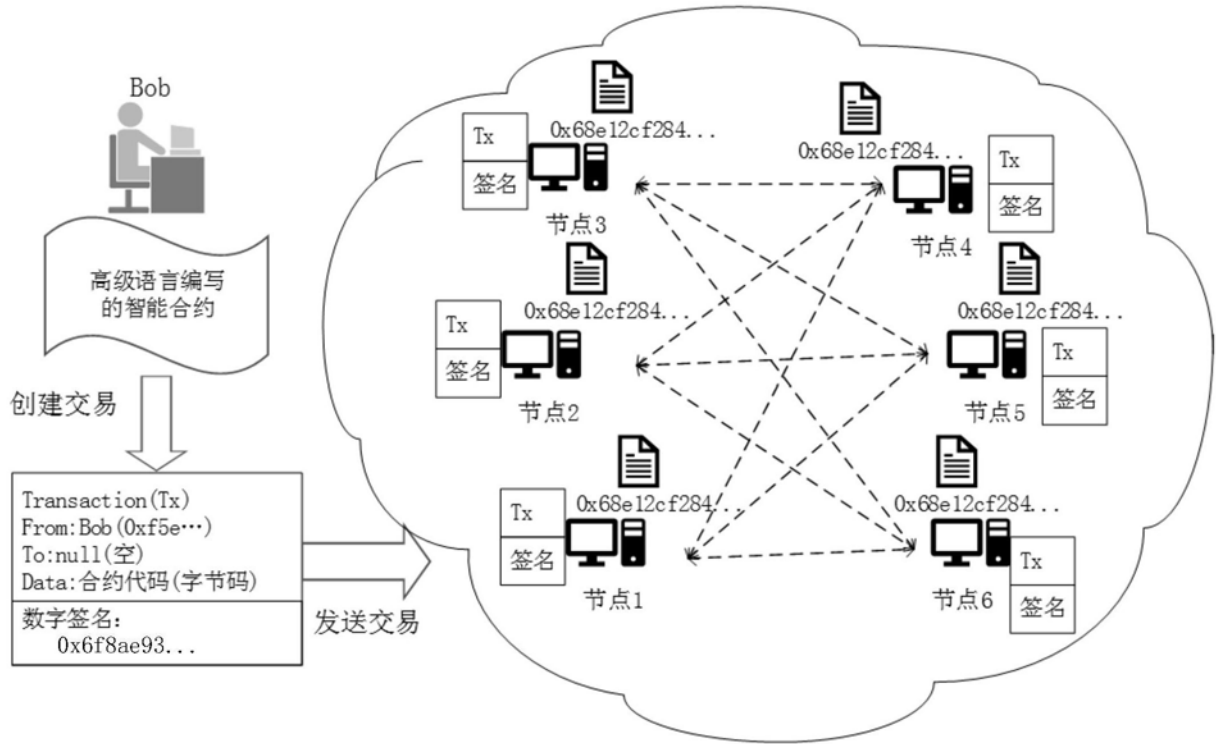 Bob
高级语言编写
的智能合约
创建交易
Transaction(Tx)
From:Bob(0xf5e…)
To:null(空)
Data:合约代码(字节码)
数字签名:
0x6f8ae93...
发送交易
0x68e12cf284...
Tx
签名
节点3
0x68e12cf284...
Tx
签名
节点4
0x68e12cf284...
Tx
签名
节点2
0x68e12cf284...
Tx
签名
节点5
0x68e12cf284...
Tx
签名
节点1
0x68e12cf284...
Tx
签名
节点6